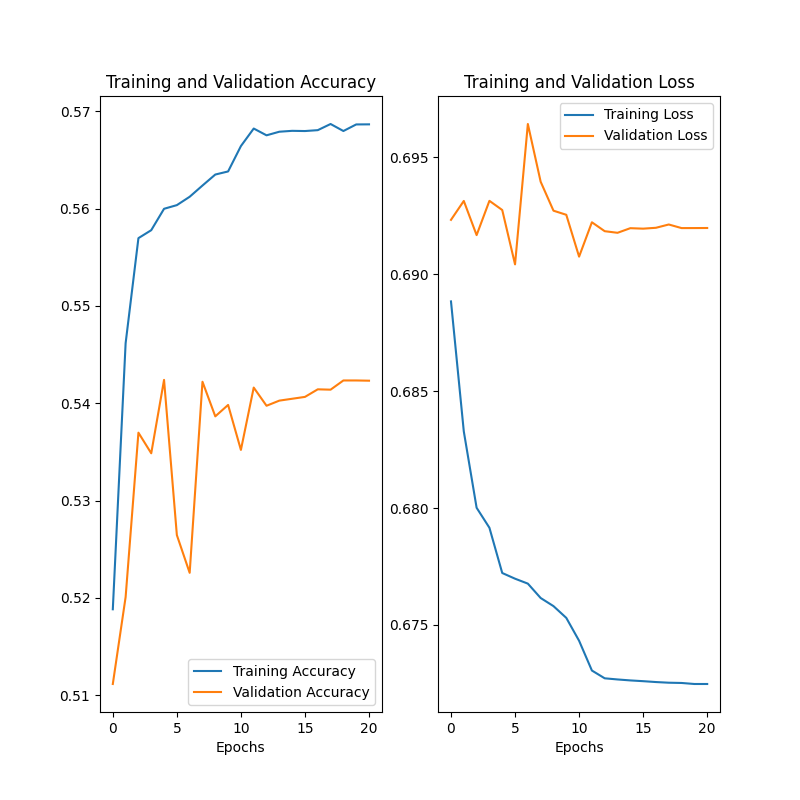 Training and Validation Accuracy
0.57
0.56
0.55
0.54
0.53
0.52
0.51
Training Accuracy
Validation Accuracy
0 5 10 15 20
Epochs
Training and Validation Loss
Training Loss
Validation Loss
0.695
0.690
0.685
0.680
0.675
0 5 10 15 20
Epochs